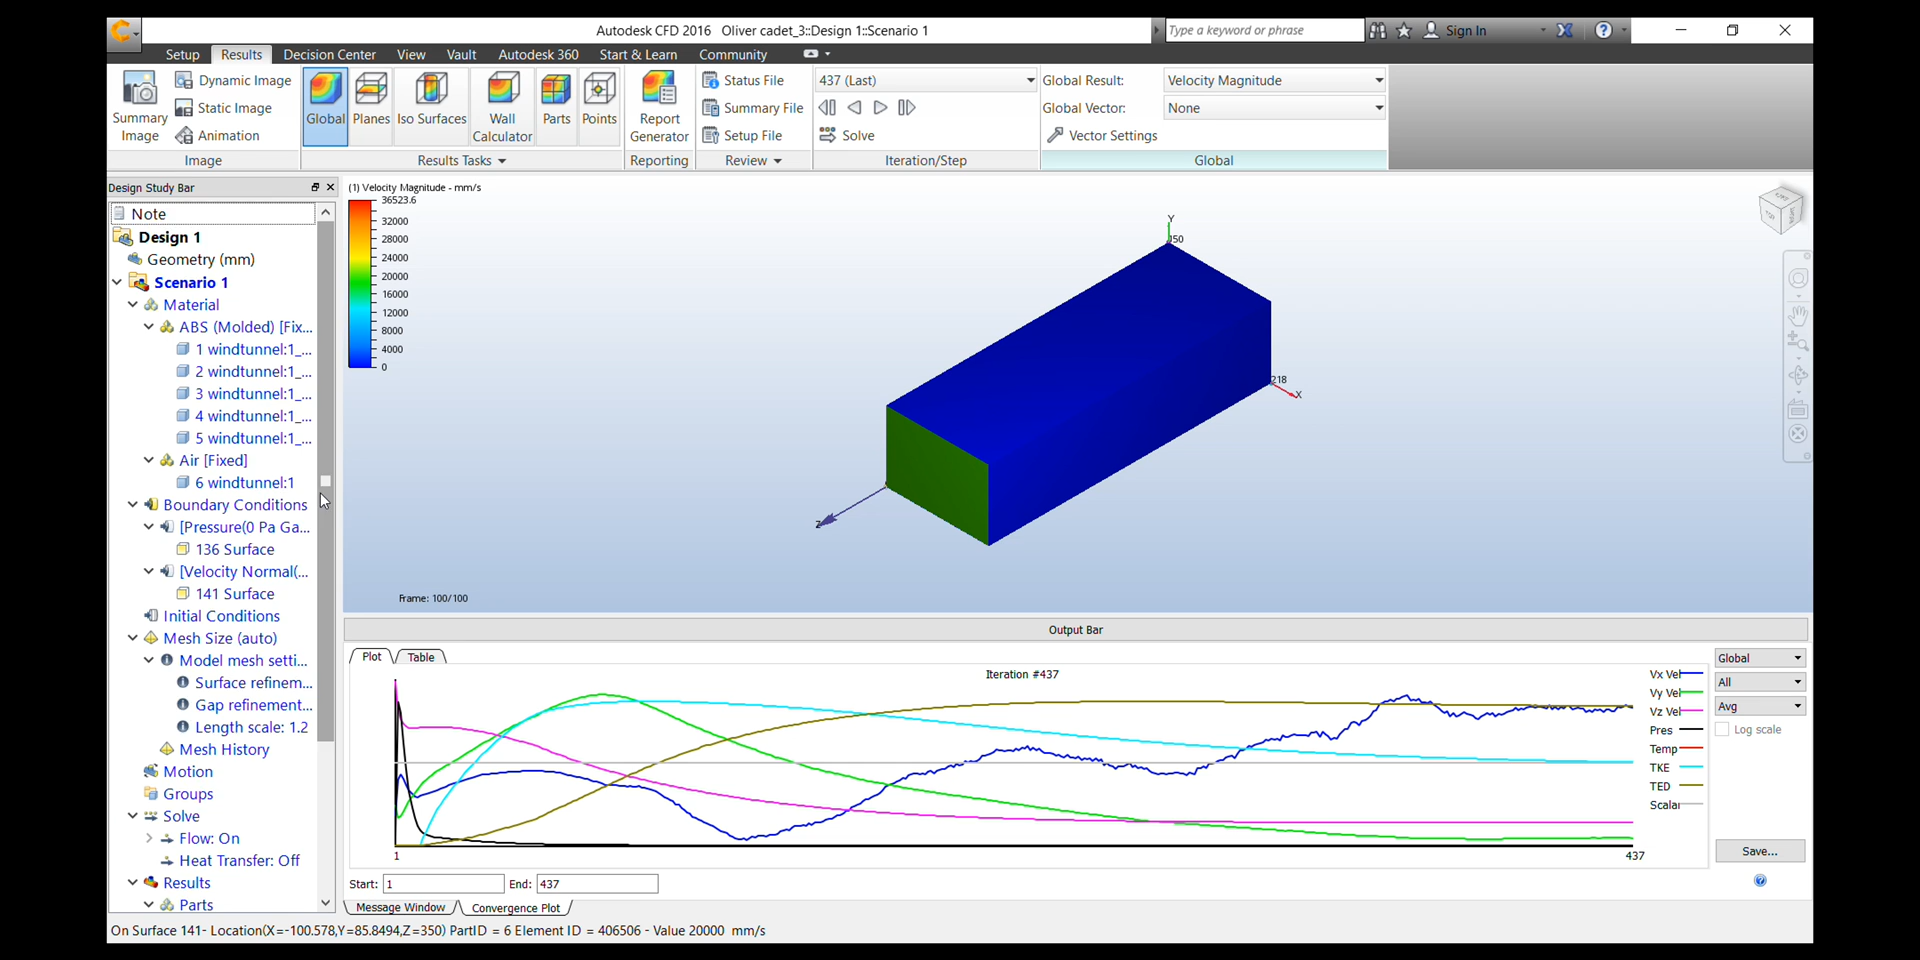 Autodesk CFD 2016 Oliver cadet_3::Design 1::Scenario 1
Type a keyword or phrase
Sign In
Setup Results Decision Center View Vault Autodesk 360 Start & Learn Community
Summary Image
Dynamic Image
Static Image
Animation
Image
Global
Planes
Iso Surfaces
Wall Calculator
Parts
Points
Results Tasks
Report Generator
Reporting
Status File
Summary File
Setup File
Review
437 (Last)
Solve
Iteration/Step
Global Result: Velocity Magnitude
Global Vector: None
Vector Settings
Global
Design Study Bar
Note
Design 1
Geometry (mm)
Scenario 1
Material
ABS (Molded) [Fix...
1 windtunnel:1_...
2 windtunnel:1_...
3 windtunnel:1_...
4 windtunnel:1_...
5 windtunnel:1_...
Air [Fixed]
6 windtunnel:1
Boundary Conditions
[Pressure(0 Pa Ga...
136 Surface
[Velocity Normal(...
141 Surface
Initial Conditions
Mesh Size (auto)
Model mesh setti...
Surface refinem...
Gap refinement...
Length scale: 1.2
Mesh History
Motion
Groups
Solve
Flow: On
Heat Transfer: Off
Results
Parts
(1) Velocity Magnitude - mm/s
36523.6
32000
28000
24000
20000
16000
12000
8000
4000
0
Y
X
218
Z
Frame: 100/100
Output Bar
Plot Table
Iteration #437
Vx Vel
Vy Vel
Vz Vel
Pres
Temp
TKE
TED
Scalar
1
437
Global
All
Avg
Log scale
Save...
Start: 1 End: 437
Message Window Convergence Plot
On Surface 141- Location(X=-100.578,Y=85.8494,Z=350) PartID = 6 Element ID = 406506 - Value 20000 mm/s